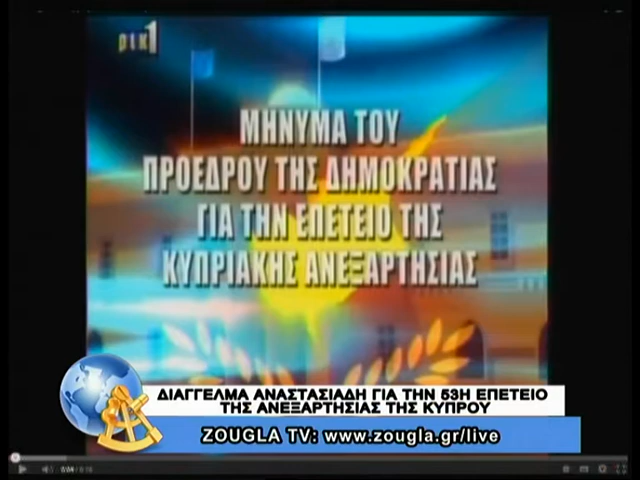 ΡΙΚ1
ΜΗΝΥΜΑ ΤΟΥ
ΠΡΟΕΔΡΟΥ ΤΗΣ ΔΗΜΟΚΡΑΤΙΑΣ
ΓΙΑ ΤΗΝ ΕΠΕΤΕΙΟ ΤΗΣ
ΚΥΠΡΙΑΚΗΣ ΑΝΕΞΑΡΤΗΣΙΑΣ
ΔΙΑΓΓΕΛΜΑ ΑΝΑΣΤΑΣΙΑΔΗ ΓΙΑ ΤΗΝ 53Η ΕΠΕΤΕΙΟ
ΤΗΣ ΑΝΕΞΑΡΤΗΣΙΑΣ ΤΗΣ ΚΥΠΡΟΥ
ZOUGLA TV: www.zougla.gr/live